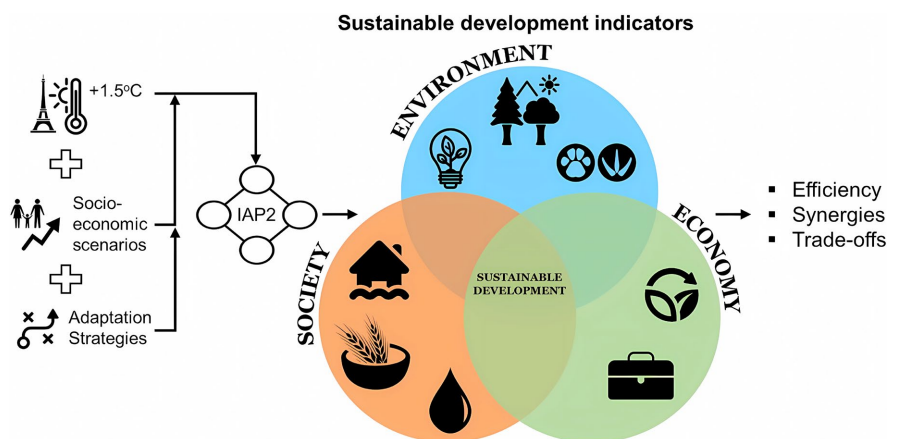 Sustainable development indicators
+1.5°C
Socio-
economic
scenarios
Adaptation
Strategies
IAP2
ENVIRONMENT
SOCIETY
ECONOMY
SUSTAINABLE
DEVELOPMENT
▪ Efficiency
▪ Synergies
▪ Trade-offs